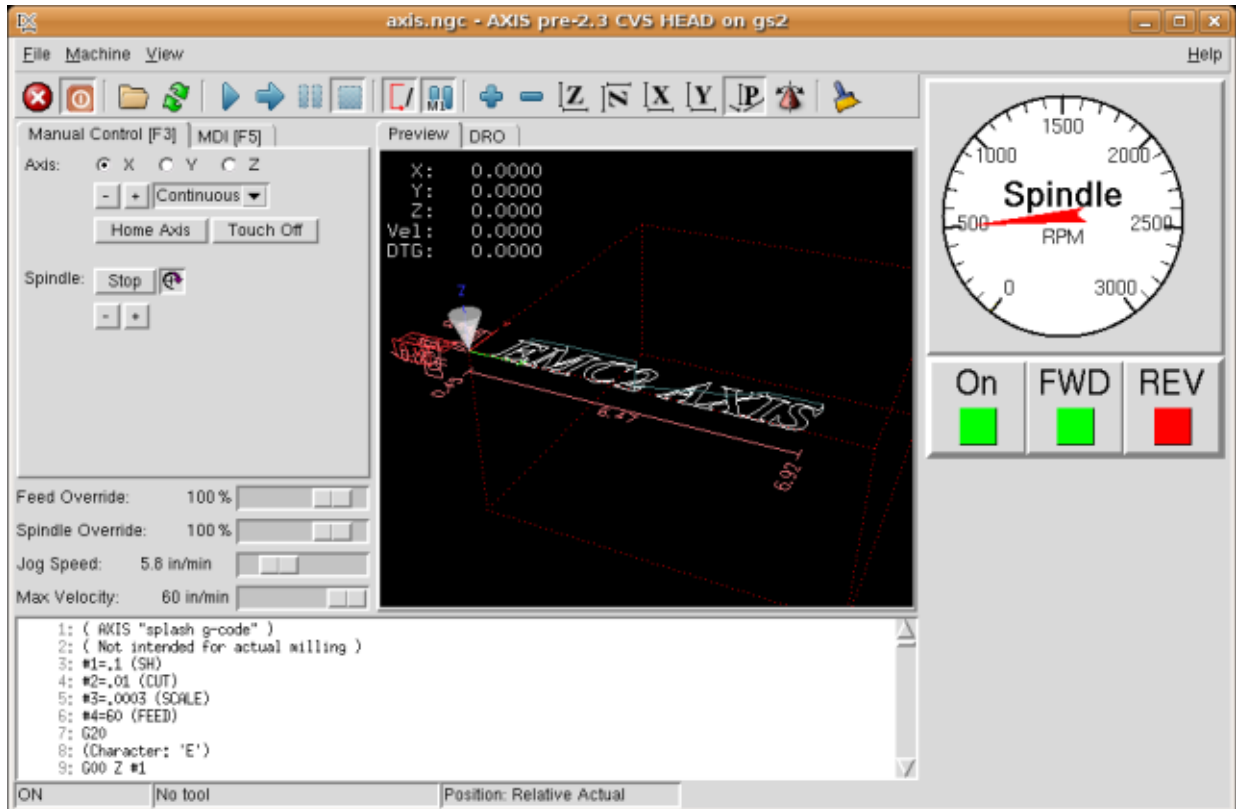 axis.ngc - AXIS pre-2.3 CVS HEAD on gs2
File Machine View Help
Z N X Y P
M1
Manual Control [F3] MDI [F5]
Axis: X Y Z
- + Continuous
Home Axis Touch Off
Spindle: Stop
- +
Feed Override: 100 %
Spindle Override: 100 %
Jog Speed: 5.8 in/min
Max Velocity: 60 in/min
Preview DRO
X: 0.0000
Y: 0.0000
Z: 0.0000
Vel: 0.0000
DTG: 0.0000
Z
EMC2 AXIS
0.45
6.47
6.92
1500
1000 2000
Spindle
500 RPM 2500
0 3000
On FWD REV
1: ( AXIS "splash g-code" )
2: ( Not intended for actual milling )
3: #1=.1 (SH)
4: #2=.01 (CUT)
5: #3=.0003 (SCALE)
6: #4=60 (FEED)
7: G20
8: (Character: 'E')
9: G00 Z #1
ON No tool Position: Relative Actual